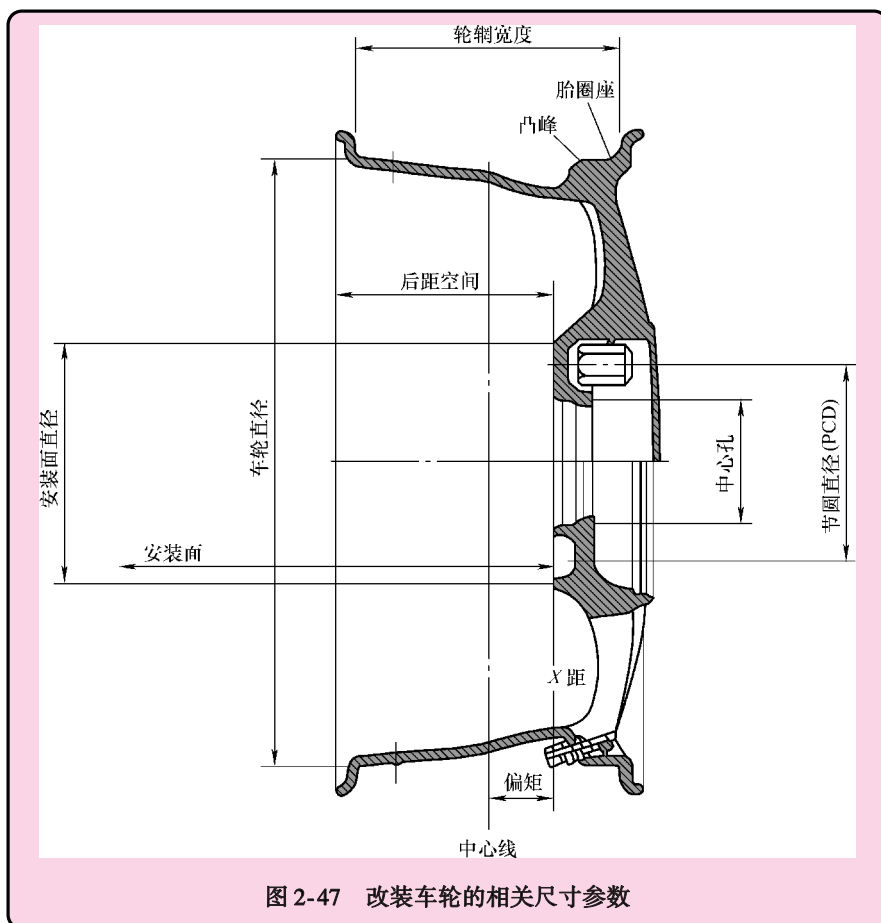 轮辋宽度
胎圈座
凸峰
后距空间
安装面直径
车轮直径
中心孔
节圆直径(PCD)
安装面
X 距
偏矩
中心线
图 2-47 改装车轮的相关尺寸参数